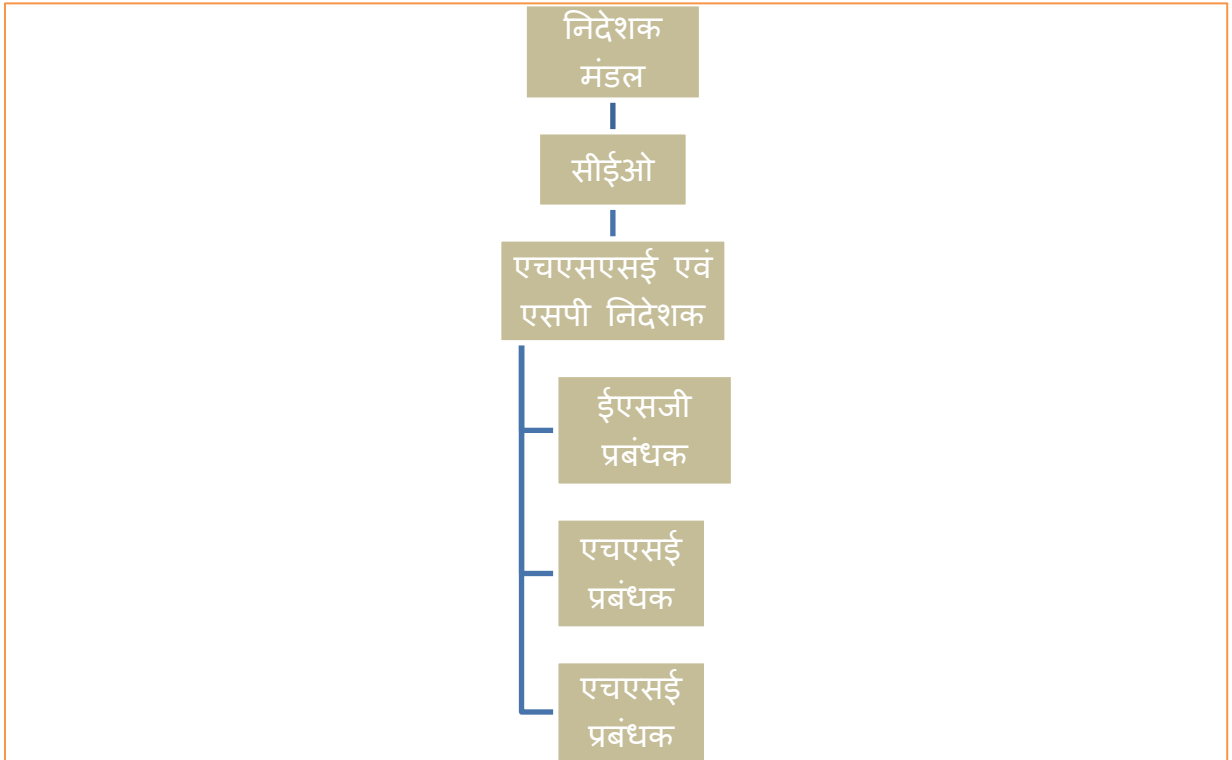 निदेशक
मंडल
सीईओ
एचएसएसई एवं
एसपी निदेशक
ईएसजी
प्रबंधक
एचएसई
प्रबंधक
एचएसई
प्रबंधक